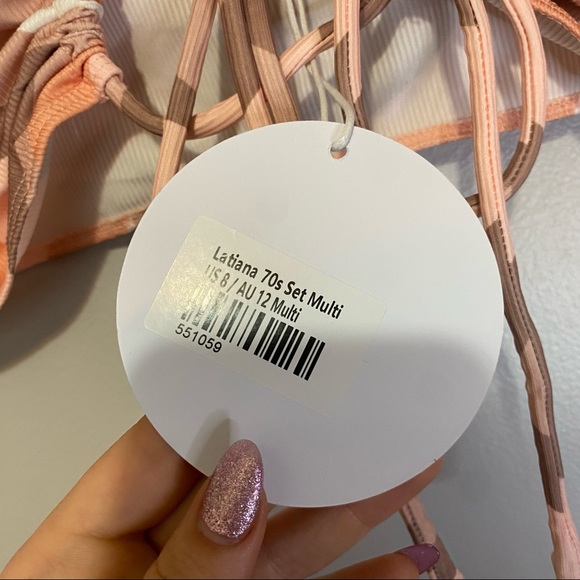 Latiana 70s Set Multi
US 8 / AU 12 Multi
551059